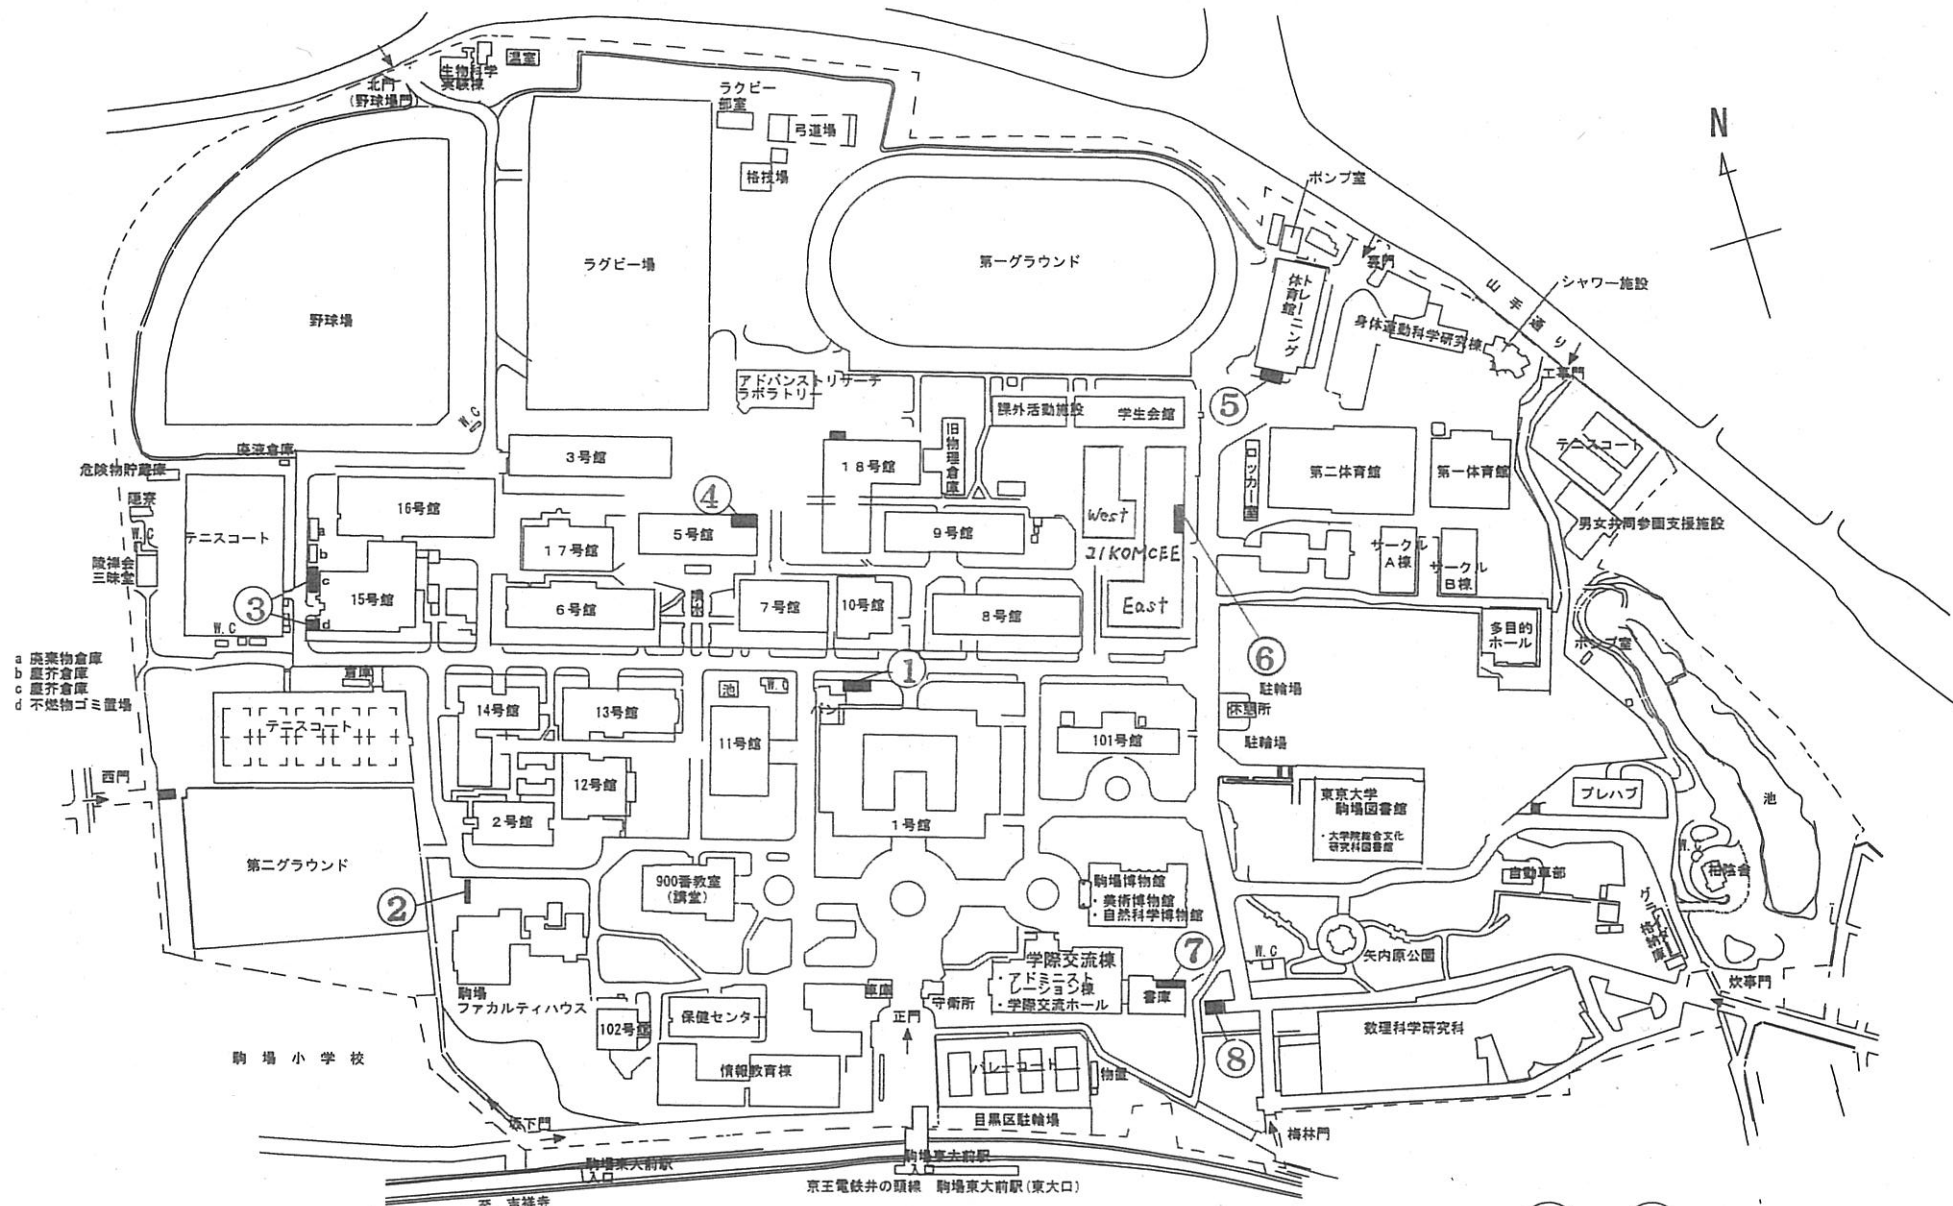 北門
(野球場門)
生物科学
実験棟
温室
ラクビー
部室
弓道場
格技場
ポンプ室
N
裏門
山手通り
シャワー施設
野球場
ラグビー場
第一グラウンド
トレーニング
体育館
身体運動科学研究棟
工事門
アドバンストリサーチ
ラボラトリー
課外活動施設
学生会館
⑤
W.C
廃液倉庫
危険物貯蔵庫
3号館
18号館
旧物理倉庫
ロッカー室
第二体育館
第一体育館
テニスコート
隠寮
W.C
陵禅会
三昧堂
テニスコート
16号館
a
b
c
d
③
15号館
W.C
17号館
④
5号館
9号館
West
21KOMCEE
East
サークル
A棟
サークル
B棟
男女共同参画支援施設
6号館
7号館
10号館
8号館
多目的
ホール
ポンプ室
a 廃棄物倉庫
b 塵芥倉庫
c 塵芥倉庫
d 不燃物ゴミ置場
倉庫
①
⑥
14号館
13号館
池
W.C
パン
駐輪場
休憩所
駐輪場
テニスコート
11号館
101号館
西門
12号館
2号館
1号館
東京大学
駒場図書館
・大学院総合文化
研究科図書館
プレハブ
池
第二グラウンド
②
900番教室
(講堂)
駒場博物館
・美術博物館
・自然科学博物館
自動車部
W.C
柏陰舎
駒場
ファカルティハウス
学際交流棟
・アドミニスト
レーション棟
・学際交流ホール
⑦
書庫
W.C
矢内原公園
炊事門
102号館
保健センター
車庫
守衛所
正門
⑧
数理科学研究科
駒場小学校
情報教育棟
バレーコート
物置
坂下門
目黒区駐輪場
梅林門
駒場東大前駅
入口
駒場東大前駅
入口
京王電鉄井の頭線 駒場東大前駅(東大口)
至 吉祥寺